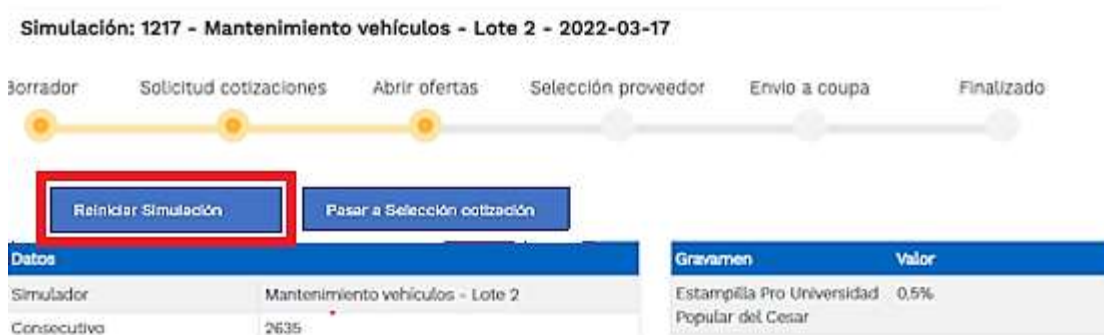 Simulación: 1217 - Mantenimiento vehículos - Lote 2 - 2022-03-17
Borrador Solicitud cotizaciones Abrir ofertas Selección proveedor Envio a coupa Finalizado
Reiniciar Simulación Pasar a Selección cotización
Datos Gravamen Valor
Simulador Mantenimiento vehículos - Lote 2 Estampilla Pro Universidad 0,5%
Popular del Cesar
Consecutivo 2635